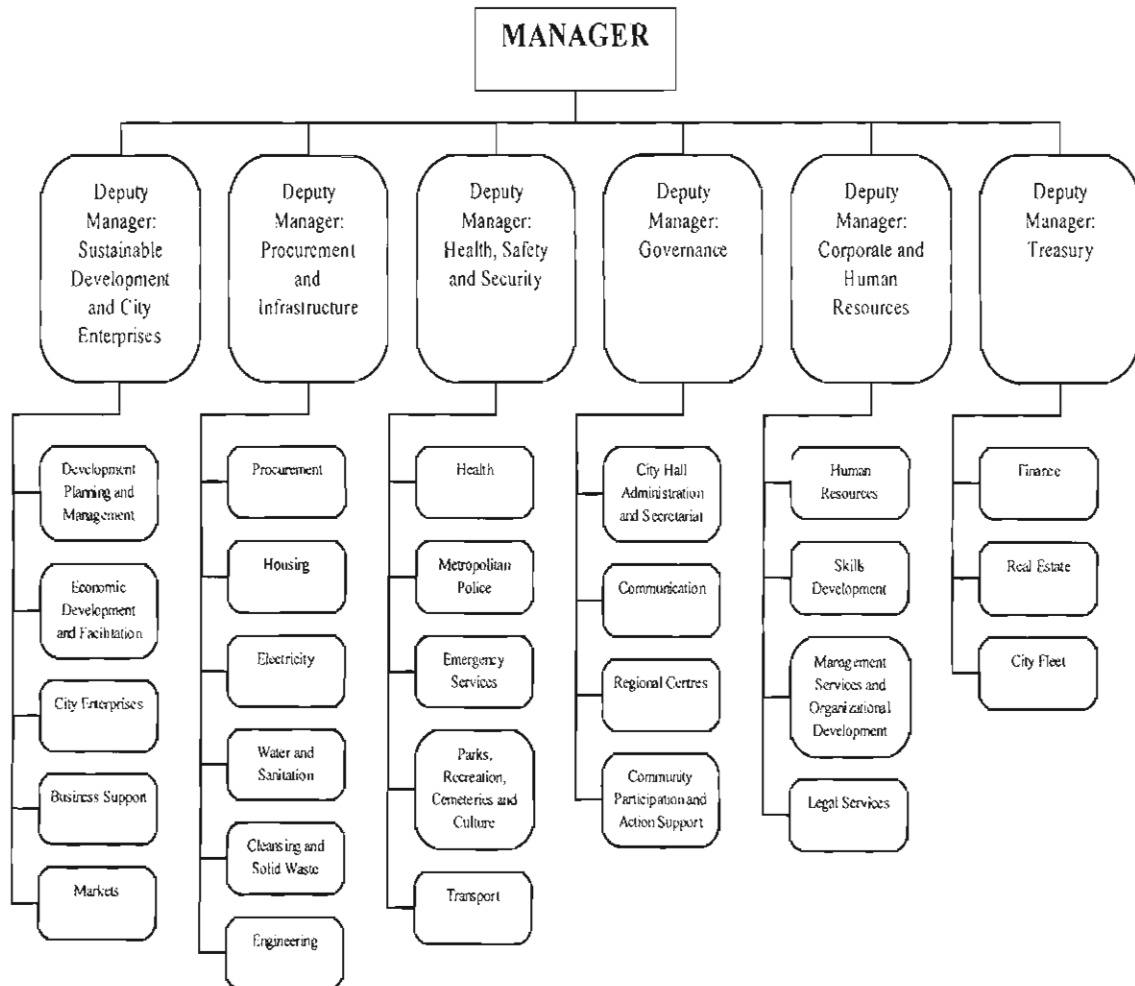 MANAGER
Deputy
Manager:
Sustainable
Development
and City
Enterprises
Deputy
Manager:
Procurement
and
Infrastructure
Deputy
Manager:
Health, Safety
and Security
Deputy
Manager:
Governance
Deputy
Manager:
Corporate and
Human
Resources
Deputy
Manager:
Treasury
Development
Planning and
Management
Economic
Development
and Facilitation
City Enterprises
Business Support
Markets
Procurement
Housing
Electricity
Water and
Sanitation
Cleansing and
Solid Waste
Engineering
Health
Metropolitan
Police
Emergency
Services
Parks,
Recreation,
Cemeteries and
Culture
Transport
City Hall
Administration
and Secretariat
Communication
Regional Centres
Community
Participation and
Action Support
Human
Resources
Skills
Development
Management
Services and
Organizational
Development
Legal Services
Finance
Real Estate
City Fleet